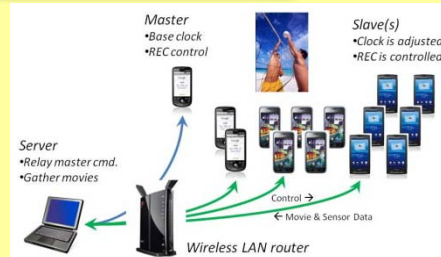 Master
•Base clock
•REC control
Slave(s)
•Clock is adjusted
•REC is controlled
Server
•Relay master cmd.
•Gather movies
Control →
← Movie & Sensor Data
Wireless LAN router